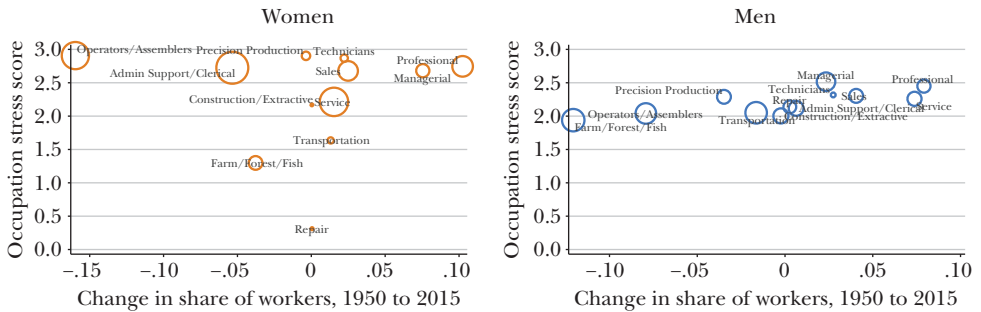 Women
Occupation stress score
3.0
2.5
2.0
1.5
1.0
0.5
0.0
Operators/Assemblers
Precision Production
Technicians
Admin Support/Clerical
Sales
Professional
Managerial
Construction/Extractive
Service
Transportation
Farm/Forest/Fish
Repair
–.15
–.10
–.05
0
.05
.10
Change in share of workers, 1950 to 2015
Men
Occupation stress score
3.0
2.5
2.0
1.5
1.0
0.5
0.0
Managerial
Professional
Precision Production
Technicians
Sales
Repair
Service
Operators/Assemblers
Admin Support/Clerical
Farm/Forest/Fish
Transportation
Construction/Extractive
–.10
–.05
0
.05
.10
Change in share of workers, 1950 to 2015